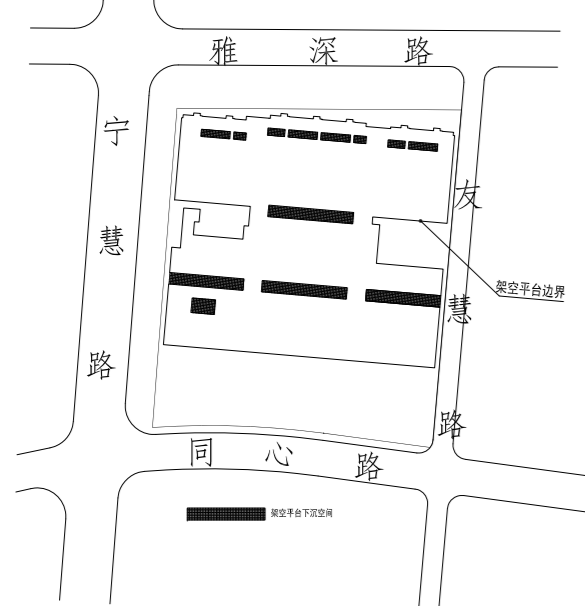 雅深路
宁慧路
友慧路
架空平台边界
同心路
架空平台下沉空间